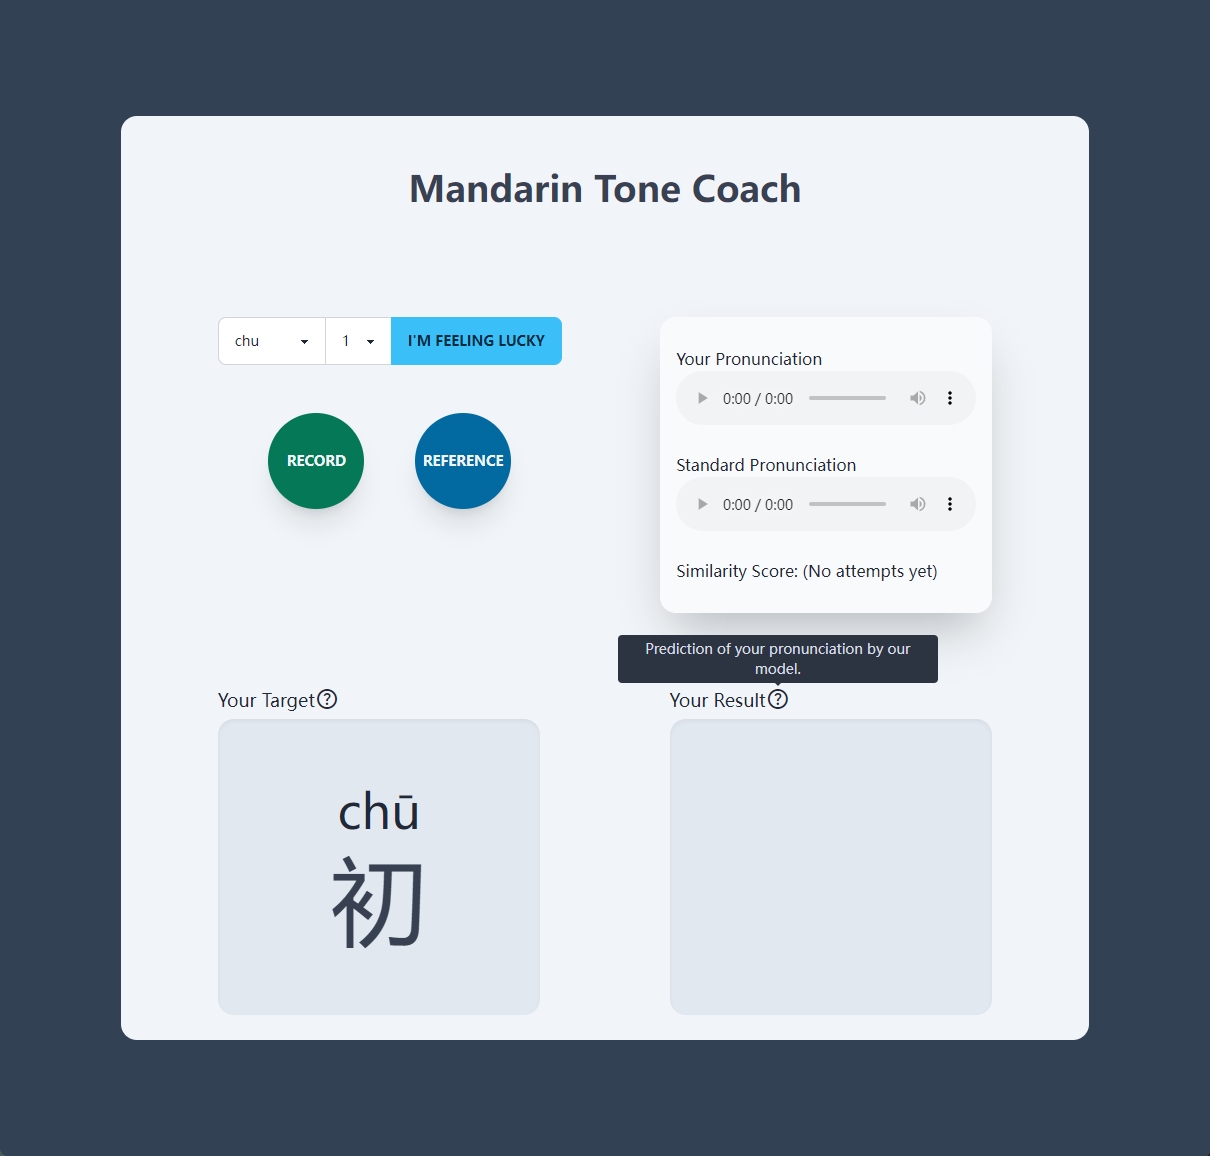 Mandarin Tone Coach
chu
1
I'M FEELING LUCKY
RECORD
REFERENCE
Your Pronunciation
0:00 / 0:00
Standard Pronunciation
0:00 / 0:00
Similarity Score: (No attempts yet)
Prediction of your pronunciation by our
model.
Your Target
Your Result
chū
初